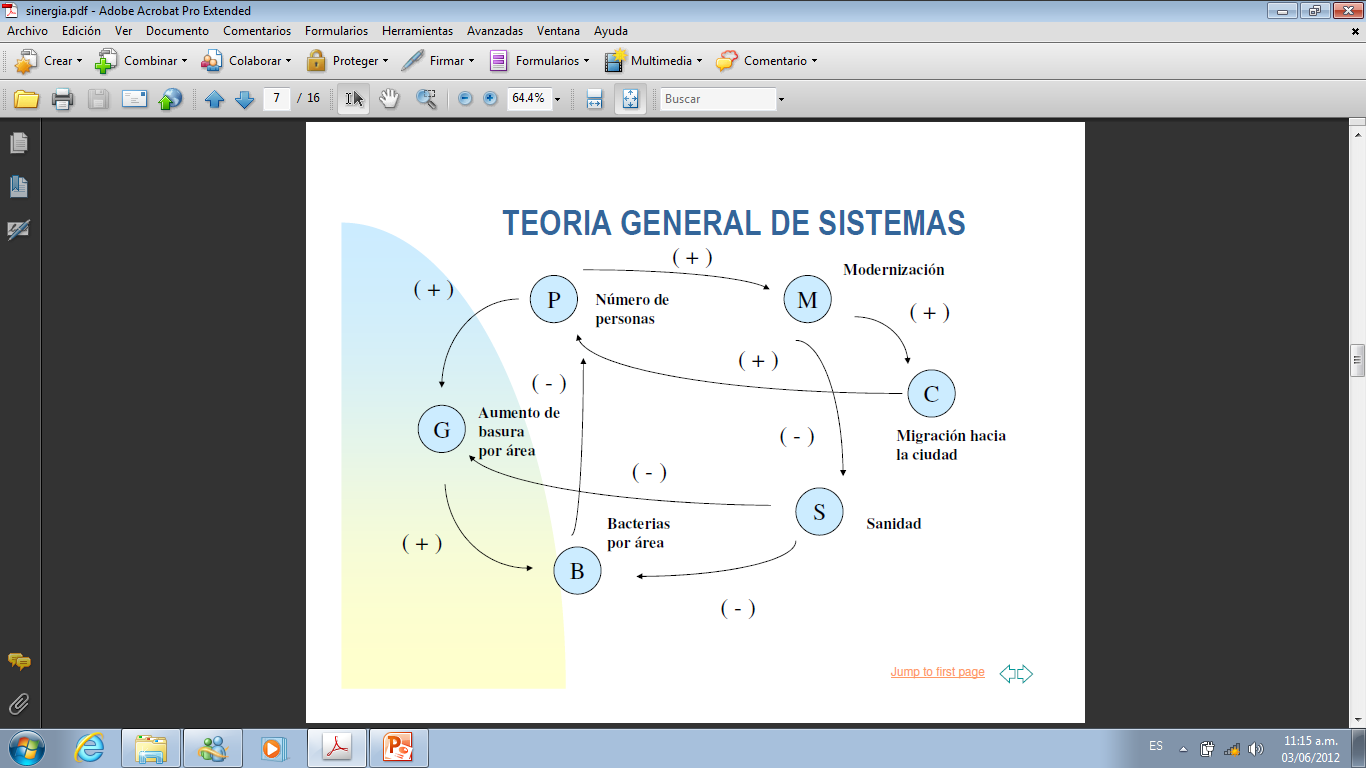 sinergia.pdf - Adobe Acrobat Pro Extended
Archivo Edición Ver Documento Comentarios Formularios Herramientas Avanzadas Ventana Ayuda
Crear Combinar Colaborar Proteger Firmar Formularios Multimedia Comentario
7 / 16 64.4% Buscar
TEORIA GENERAL DE SISTEMAS
( + )
Modernización
( + )
P
Número de
personas
M
( + )
( + )
( - )
C
Aumento de
basura
por área
G
( - )
Migración hacia
la ciudad
( - )
S
Sanidad
Bacterias
por área
( + )
B
( - )
Jump to first page
ES
11:15 a.m.
03/06/2012